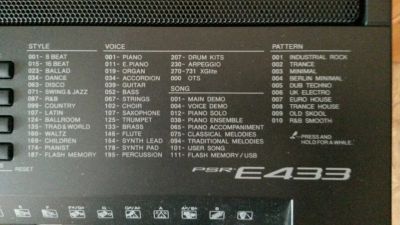 STYLE
001- 8 BEAT
015- 16 BEAT
023- BALLAD
034- DANCE
063- DISCO
071- SWING & JAZZ
087- R&B
099- COUNTRY
107- LATIN
124- BALLROOM
135- TRAD & WORLD
160- WALTZ
169- CHILDREN
174- PIANIST
187- FLASH MEMORY
RESET
VOICE
001- PIANO
011- E.PIANO
019- ORGAN
034- ACCORDION
039- GUITAR
052- BASS
067- STRINGS
097- CHOIR
107- SAXOPHONE
125- TRUMPET
133- BRASS
146- FLUTE
154- SYNTH LEAD
164- SYNTH PAD
195- PERCUSSION
207- DRUM KITS
230- ARPEGGIO
270-731 XGlite
000 OTS
SONG
001- MAIN DEMO
004- VOICE DEMO
012- PIANO SOLO
038- PIANO ENSEMBLE
065- PIANO ACCOMPANIMENT
075- CLASSICAL MELODIES
094- TRADITIONAL MELODIES
101- USER SONG
111- FLASH MEMORY / USB
PATTERN
001 INDUSTRIAL ROCK
002 TRANCE
003 MINIMAL
004 BERLIN MINIMAL
005 DUB TECHNO
006 UK ELECTRO
007 EURO HOUSE
008 TRANCE HOUSE
009 OLD SKOOL
010 R&B SMOOTH
-PRESS AND
HOLD FOR A WHILE.
PSR-E433